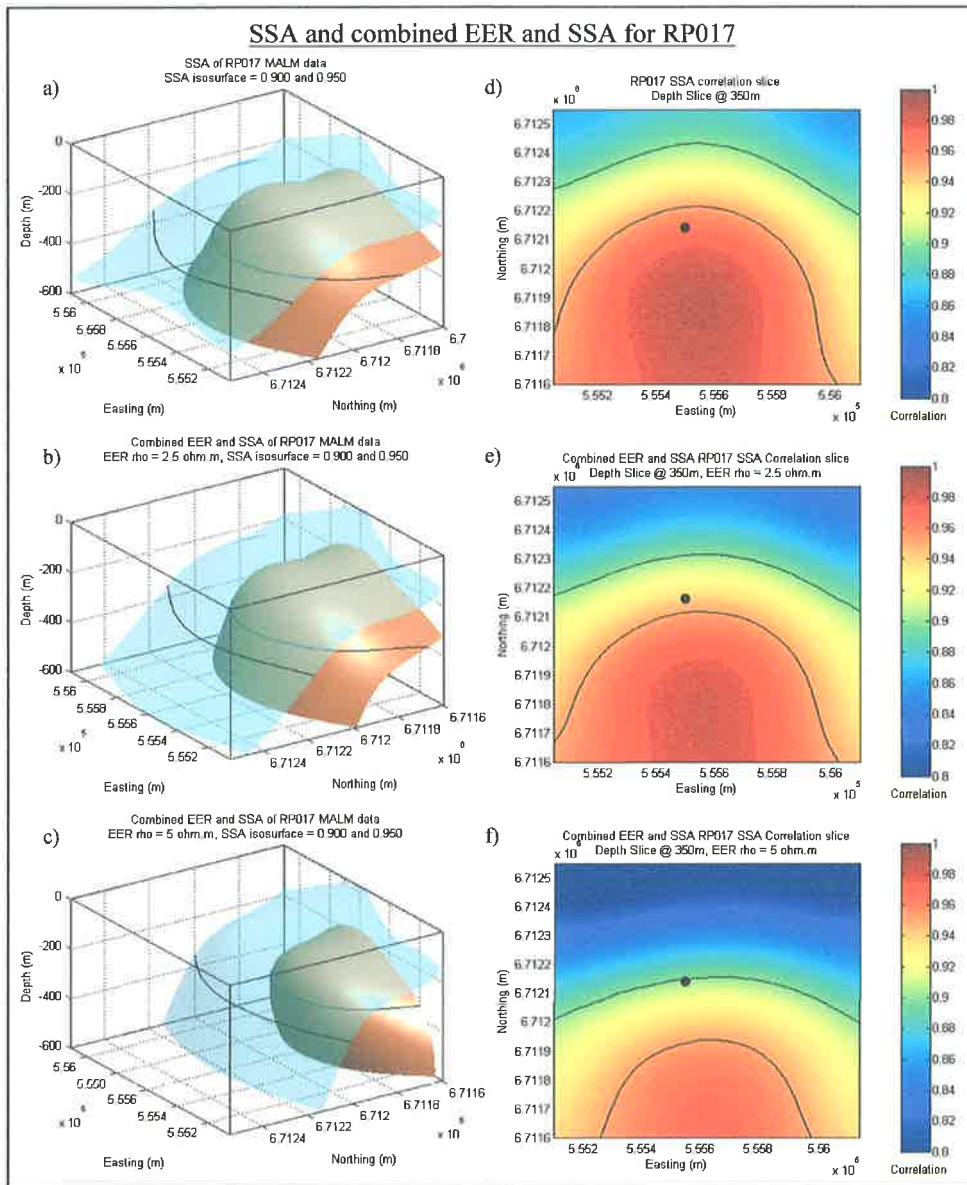 SSA and combined EER and SSA for RP017
a)
SSA of RP017 MALM data
SSA isosurface = 0.900 and 0.950
0
-200
-400
-600
Depth (m)
5.56
5.558
5.556
5.554
5.552
x 10
Easting (m)
6.7124
6.7122
6.712
6.7118
6.7
x 10
Northing (m)
d)
RP017 SSA correlation slice
Depth Slice @ 350m
x 10
6.7125
6.7124
6.7123
6.7122
6.7121
6.712
6.7119
6.7118
6.7117
6.7116
Northing (m)
5.552 5.554 5.556 5.558 5.56
Easting (m)
x 10
1
0.98
0.96
0.94
0.92
0.9
0.88
0.86
0.84
0.82
0.8
Correlation
b)
Combined EER and SSA of RP017 MALM data
EER rho = 2.5 ohm.m, SSA isosurface = 0.900 and 0.950
0
-200
-400
-600
Depth (m)
5.56
5.558
5.556
5.554
5.552
x 10
Easting (m)
6.7124
6.7122
6.712
6.7118
6.7116
x 10
Northing (m)
e)
Combined EER and SSA RP017 SSA Correlation slice
Depth Slice @ 350m, EER rho = 2.5 ohm.m
x 10
6.7125
6.7124
6.7123
6.7122
6.7121
6.712
6.7119
6.7118
6.7117
6.7116
Northing (m)
5.552 5.554 5.556 5.558 5.56
Easting (m)
x 10
1
0.98
0.96
0.94
0.92
0.9
0.88
0.86
0.84
0.82
0.8
Correlation
c)
Combined EER and SSA of RP017 MALM data
EER rho = 5 ohm.m, SSA isosurface = 0.900 and 0.950
0
-200
-400
-600
Depth (m)
5.56
5.556
5.554
5.552
x 10
Easting (m)
6.7124
6.7122
6.712
6.7118
6.7116
x 10
Northing (m)
f)
Combined EER and SSA RP017 SSA Correlation slice
Depth Slice @ 350m, EER rho = 5 ohm.m
x 10
6.7125
6.7124
6.7123
6.7122
6.7121
6.712
6.7119
6.7118
6.7117
6.7116
Northing (m)
5.552 5.554 5.556 5.558 5.56
Easting (m)
x 10
1
0.98
0.96
0.94
0.92
0.9
0.88
0.86
0.84
0.82
0.8
Correlation